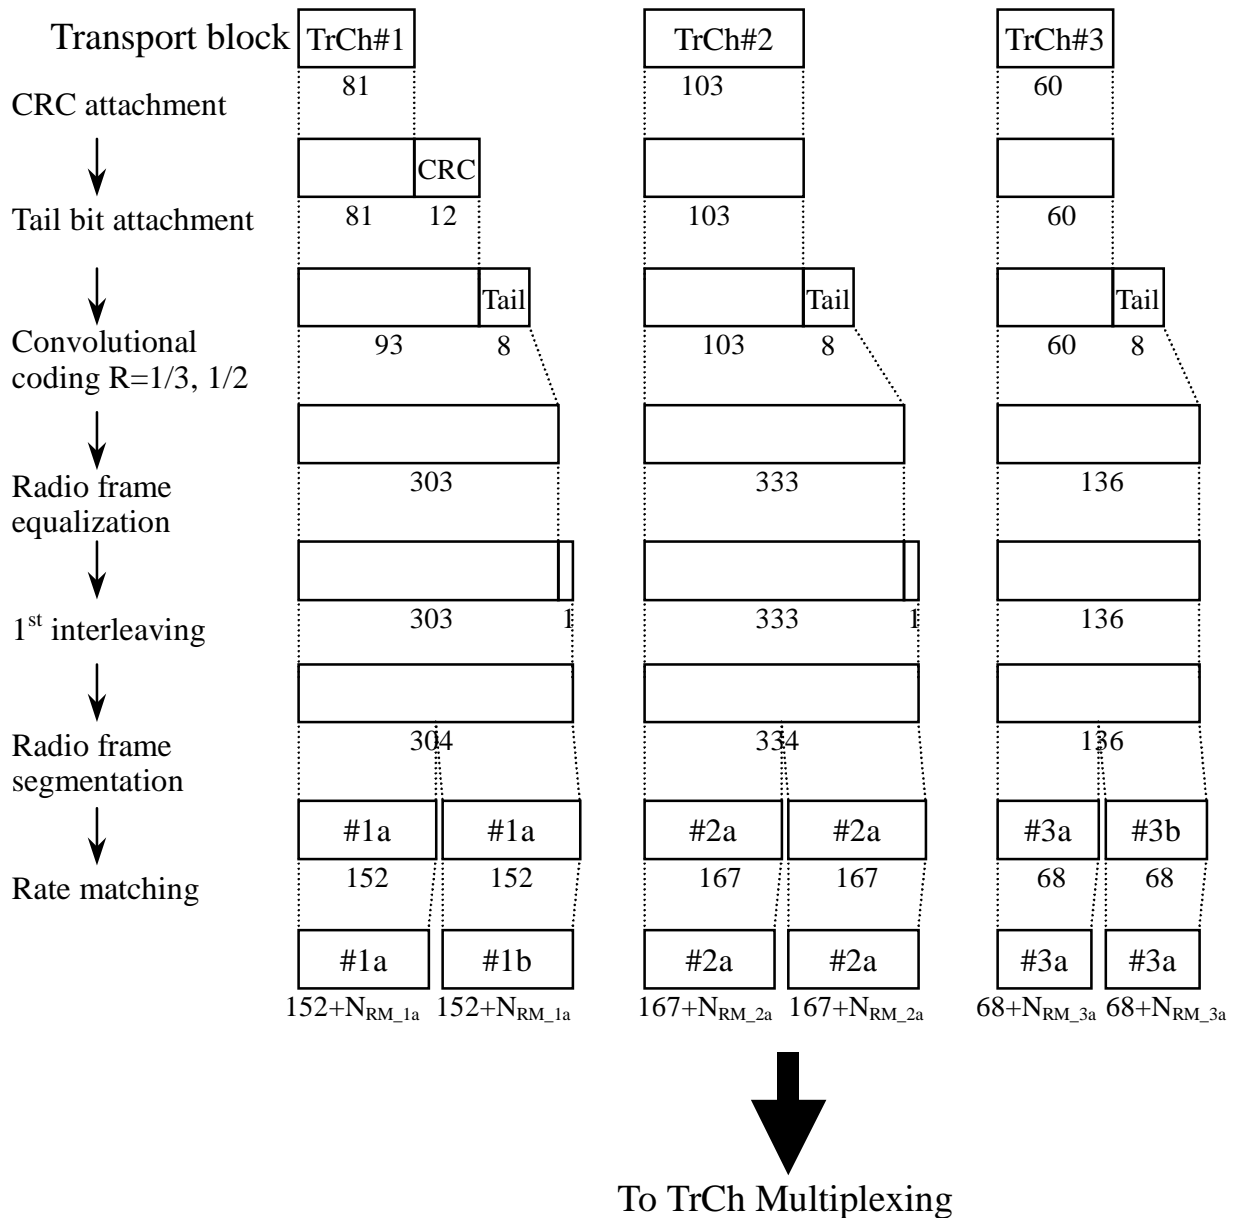 Transport block TrCh#1 TrCh#2 TrCh#3
81 103 60
CRC attachment
CRC
81 12 103 60
Tail bit attachment
Tail Tail Tail
93 8 103 8 60 8
Convolutional
coding R=1/3, 1/2
303 333 136
Radio frame
equalization
303 1 333 1 136
1st interleaving
304 334 136
Radio frame
segmentation
#1a #1a #2a #2a #3a #3b
152 152 167 167 68 68
Rate matching
#1a #1b #2a #2a #3a #3a
152+NRM_1a 152+NRM_1a 167+NRM_2a 167+NRM_2a 68+NRM_3a 68+NRM_3a
To TrCh Multiplexing